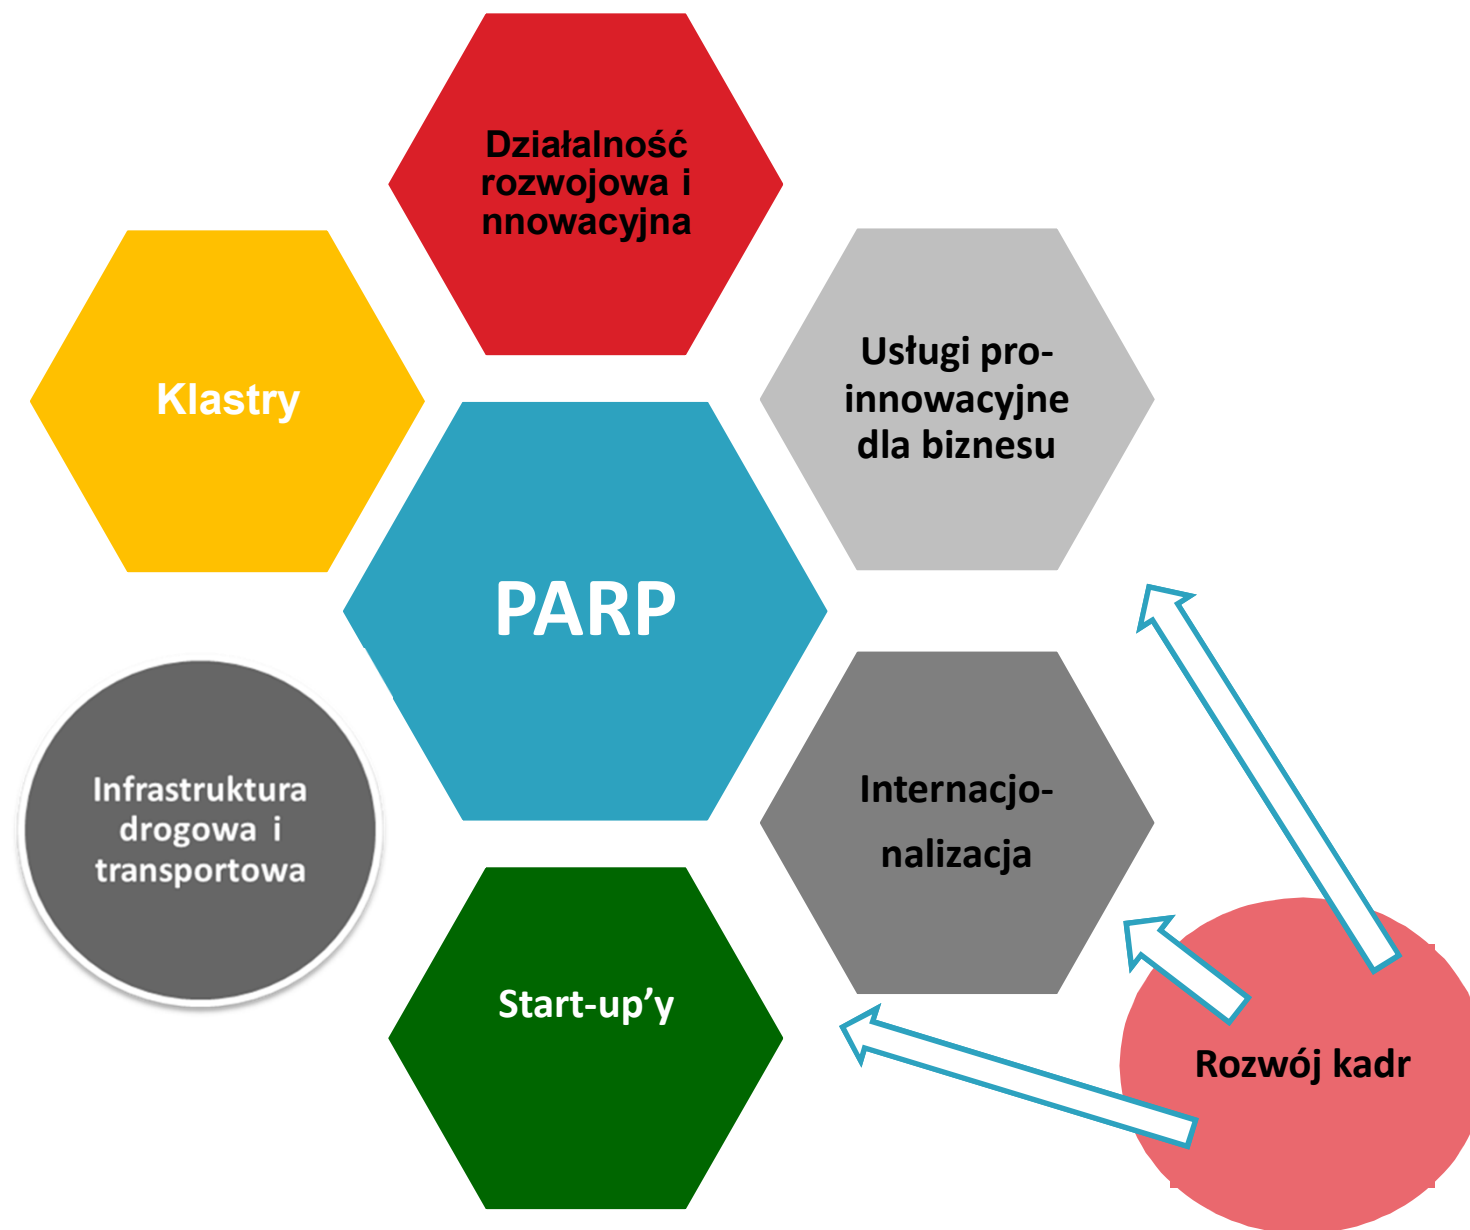 Działalność
rozwojowa i
nnowacyjna
Klastry
Usługi pro-
innowacyjne
dla biznesu
PARP
Infrastruktura
drogowa i
transportowa
Internacjo-
nalizacja
Start-up’y
Rozwój kadr